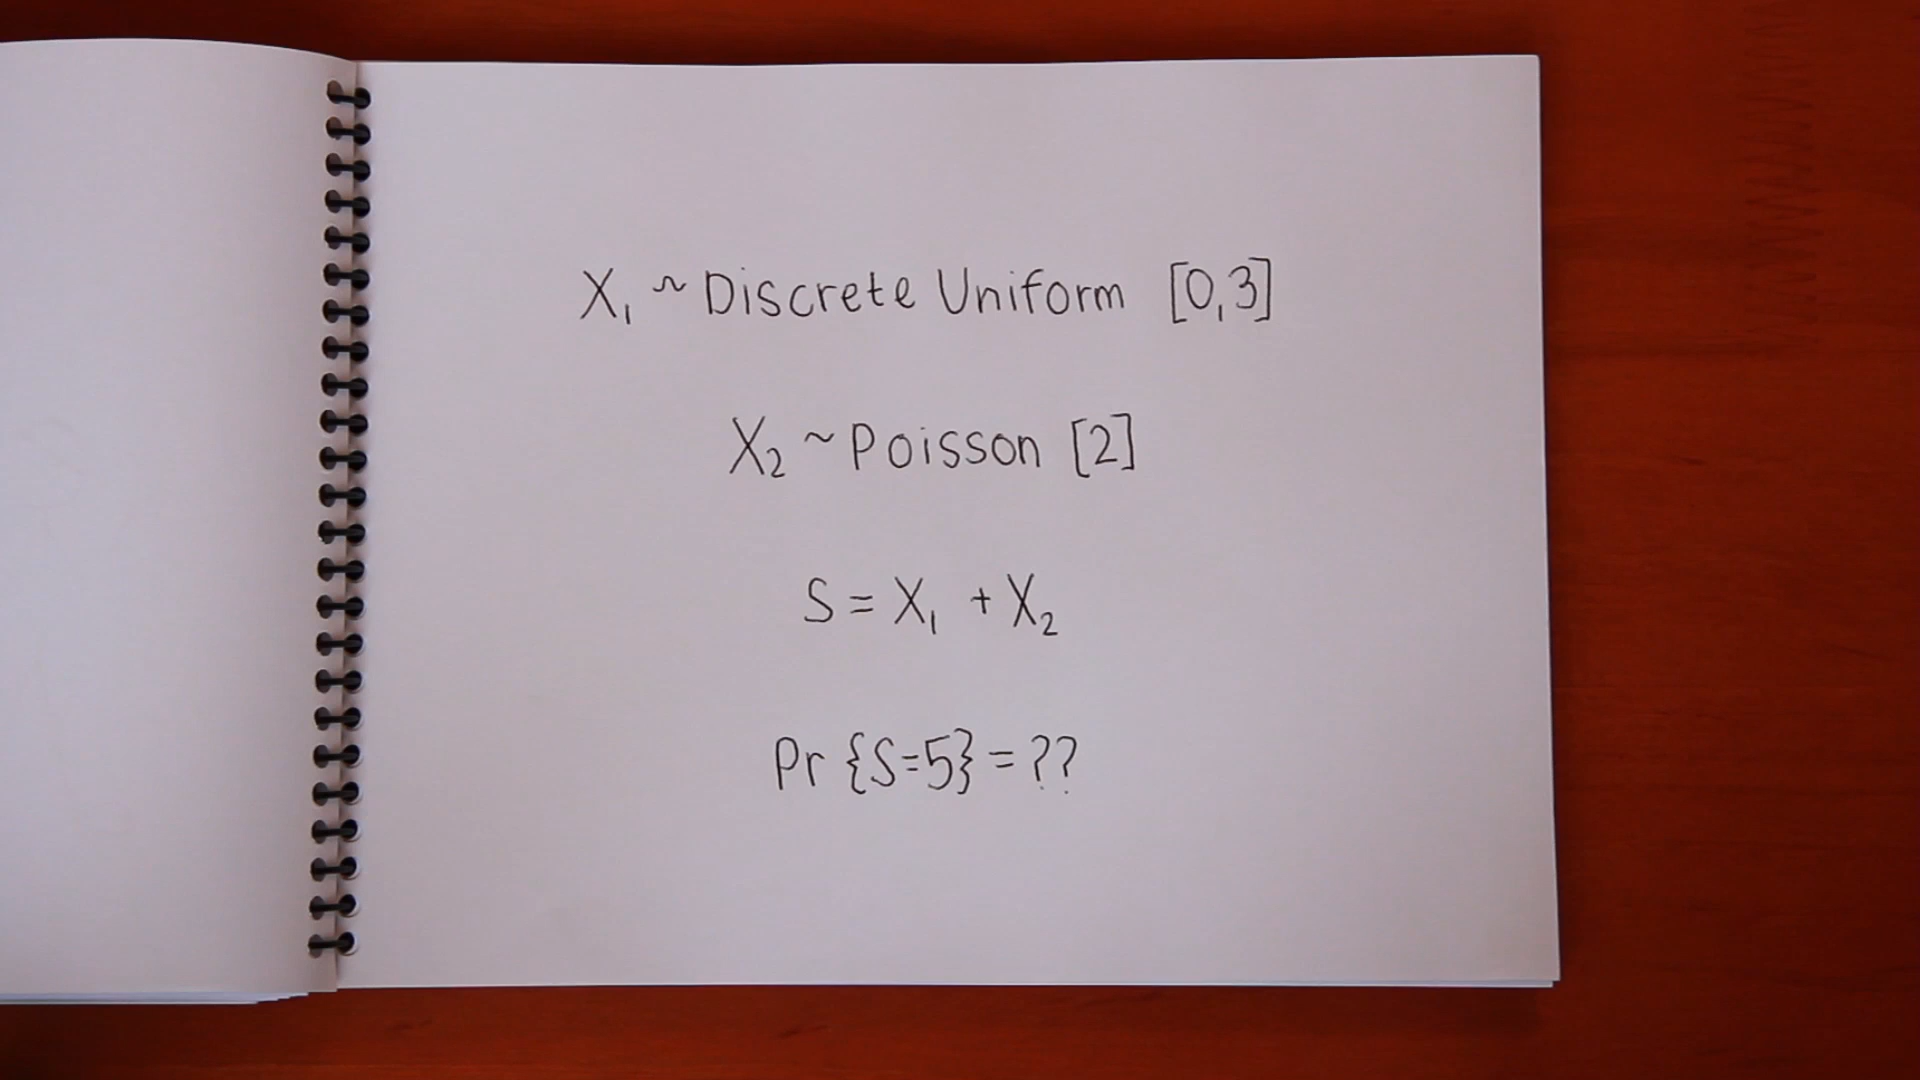 X₁ ~ Discrete Uniform [0,3]
X₂ ~ Poisson [2]
S = X₁ + X₂
Pr {S=5} = ??